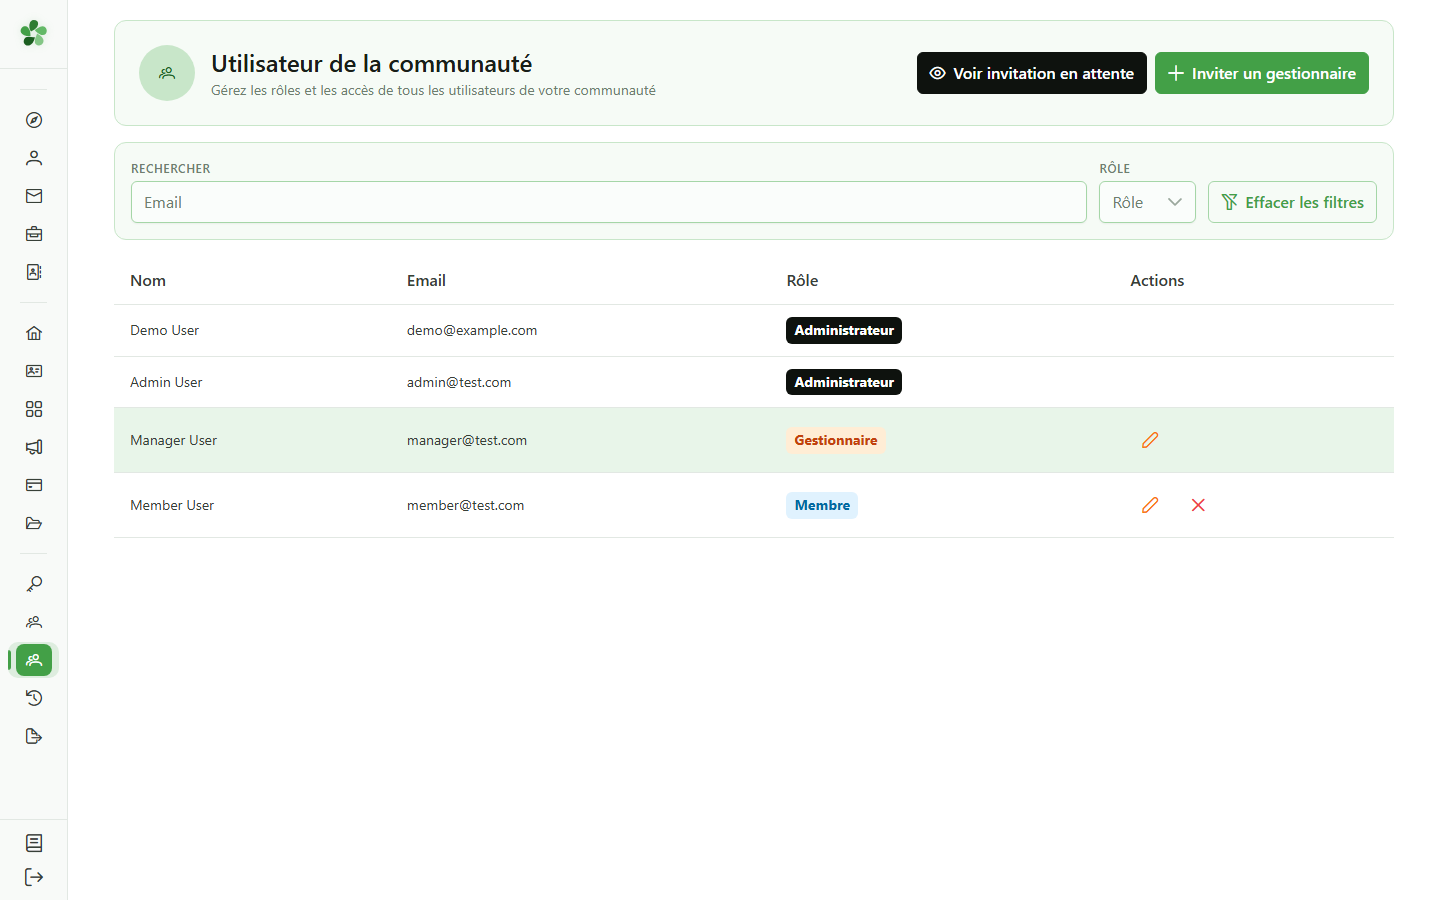 Utilisateur de la communauté
Gérez les rôles et les accès de tous les utilisateurs de votre communauté
Voir invitation en attente
Inviter un gestionnaire
RECHERCHER
RÔLE
Email
Rôle
Effacer les filtres
Nom Email Rôle Actions
Demo User demo@example.com Administrateur
Admin User admin@test.com Administrateur
Manager User manager@test.com Gestionnaire
Member User member@test.com Membre